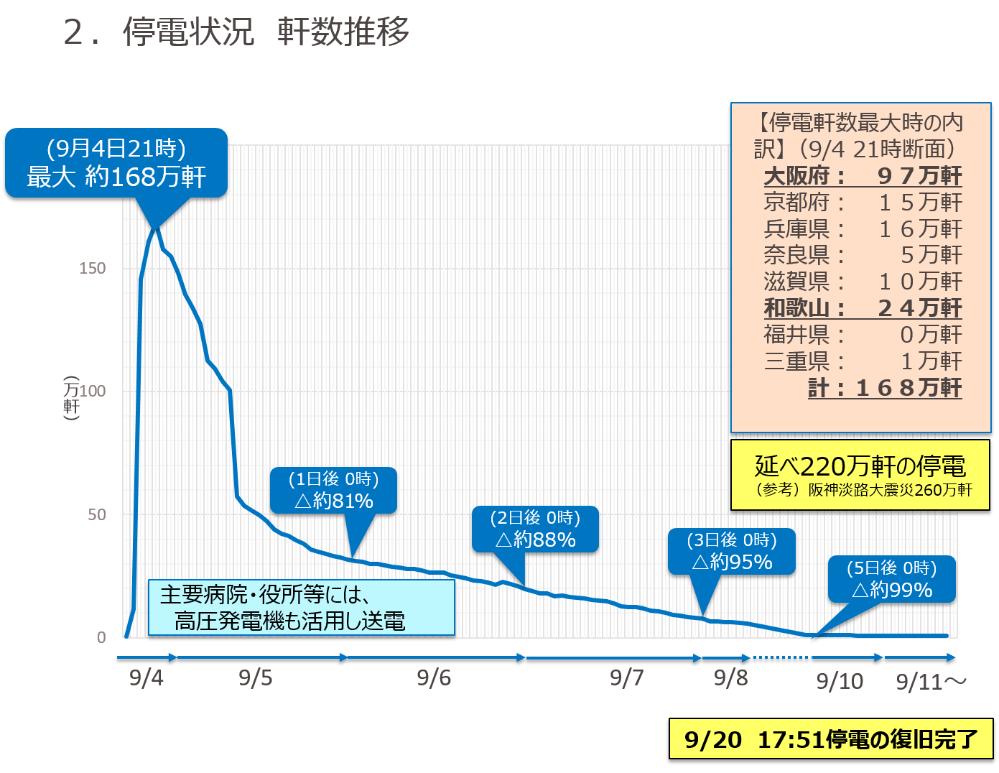 ２．停電状況　軒数推移
(9月4日21時)
最大 約168万軒
【停電軒数最大時の内
訳】（9/4 21時断面）
大阪府：　９７万軒
京都府：　１５万軒
兵庫県：　１６万軒
奈良県：　　５万軒
滋賀県：　１０万軒
和歌山：　２４万軒
福井県：　　０万軒
三重県：　　１万軒
計：１６８万軒
延べ220万軒の停電
（参考）阪神淡路大震災260万軒
150
100
50
0
（万軒）
(1日後 0時)
△約81%
(2日後 0時)
△約88%
(3日後 0時)
△約95%
(5日後 0時)
△約99%
主要病院・役所等には、
高圧発電機も活用し送電
9/4
9/5
9/6
9/7
9/8
9/10
9/11～
9/20 17:51停電の復旧完了